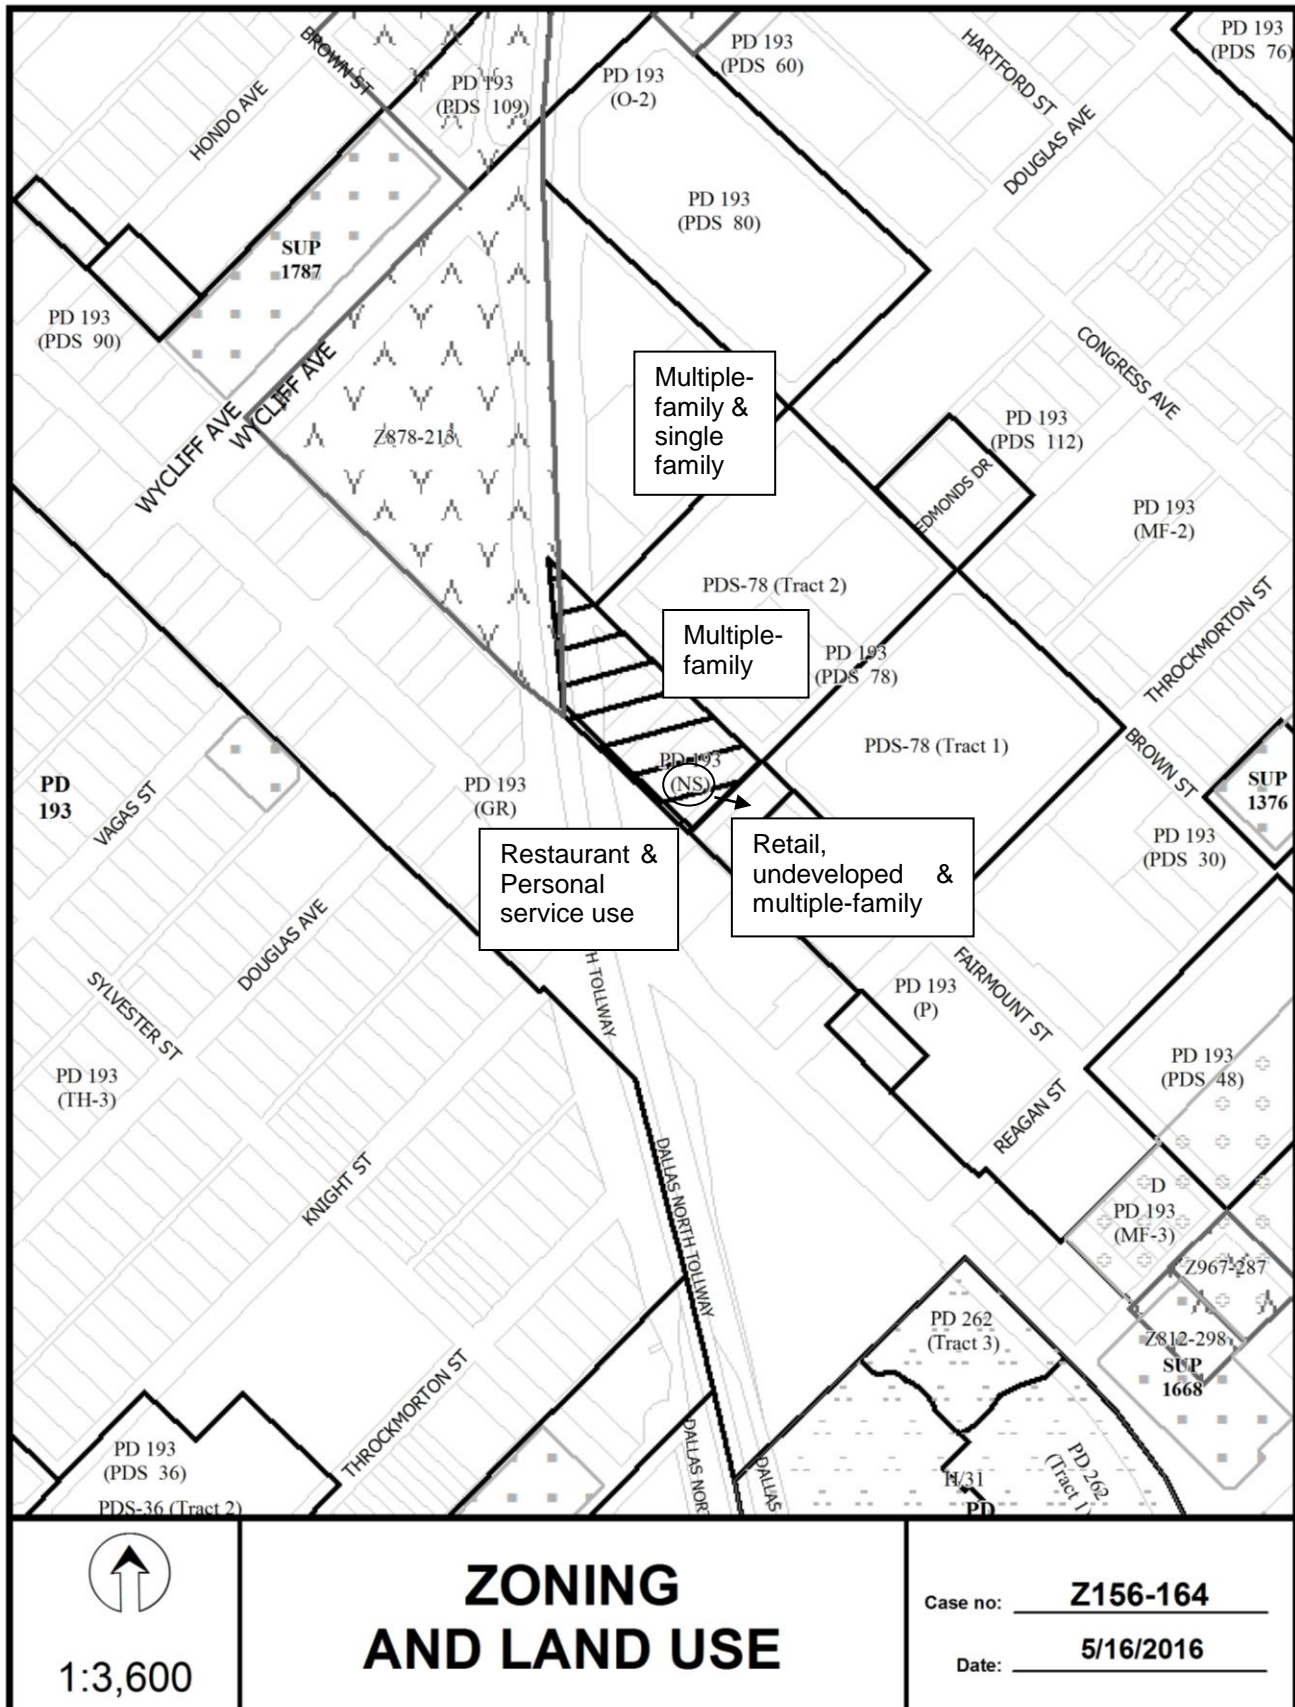 BROWN ST
PD 193
(PDS 109)
PD 193
(O-2)
PD 193
(PDS 60)
HARTFORD ST
PD 193
(PDS 76)
HONDO AVE
DOUGLAS AVE
PD 193
(PDS 80)
SUP
1787
PD 193
(PDS 90)
CONGRESS AVE
WYCLIFF AVE
WYCLIFF AVE
Z878-213
Multiple-
family &
single
family
PD 193
(PDS 112)
EDMONDS DR
PD 193
(MF-2)
PDS-78 (Tract 2)
Multiple-
family
PD 193
(PDS 78)
THROCKMORTON ST
PDS-78 (Tract 1)
BROWN ST
SUP
1376
PD 193
(NS)
PD
193
VAGAS ST
PD 193
(GR)
PD 193
(PDS 30)
Restaurant &
Personal
service use
Retail,
undeveloped &
multiple-family
DOUGLAS AVE
SYLVESTER ST
H TOLLWAY
FAIRMOUNT ST
PD 193
(P)
PD 193
(TH-3)
PD 193
(PDS 48)
REAGAN ST
KNIGHT ST
DALLAS NORTH TOLLWAY
D
PD 193
(MF-3)
Z967-287
Z812-298
SUP
1668
PD 262
(Tract 3)
THROCKMORTON ST
PD 193
(PDS 36)
PDS-36 (Tract 2)
DALLAS NOR
DALLAS
H/31
PD
PD 262
(Tract 1)
1:3,600
ZONING
AND LAND USE
Case no: Z156-164
Date: 5/16/2016